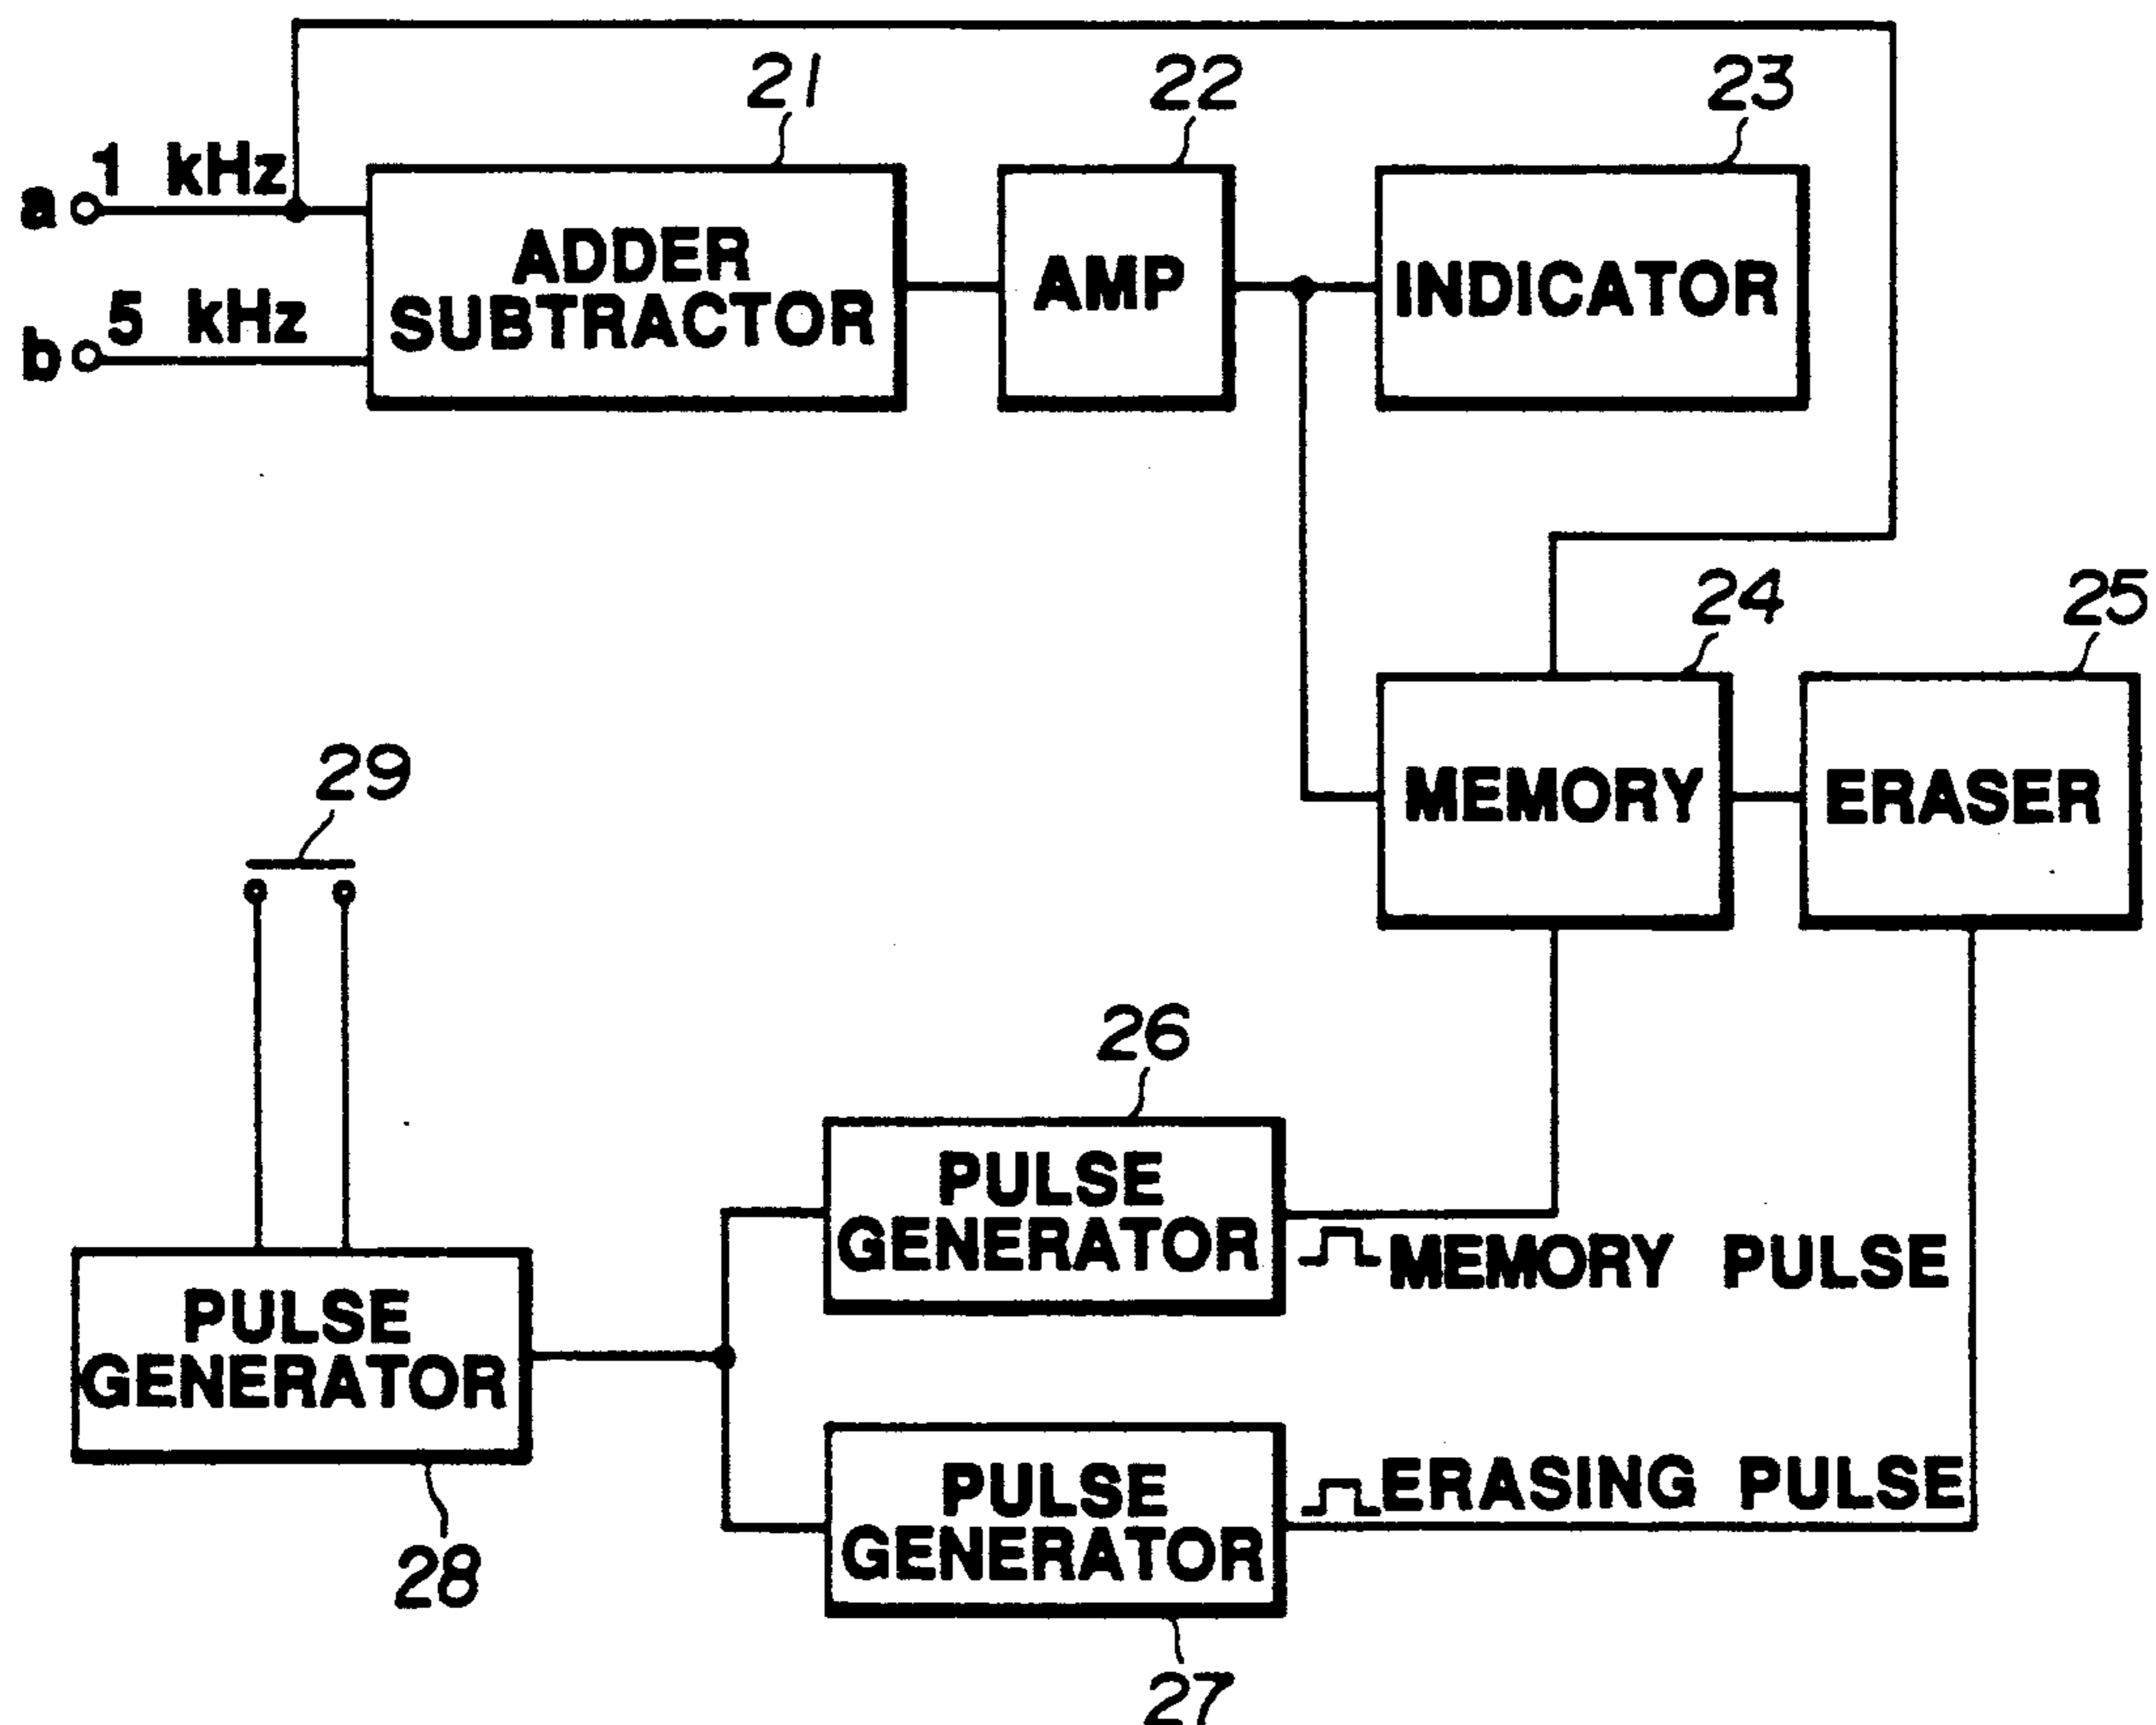 21
22
23
a 1 kHz
b 5 kHz
ADDER
SUBTRACTOR
AMP
INDICATOR
24
25
MEMORY
ERASER
29
26
PULSE
GENERATOR
MEMORY PULSE
PULSE
GENERATOR
28
PULSE
GENERATOR
ERASING PULSE
27